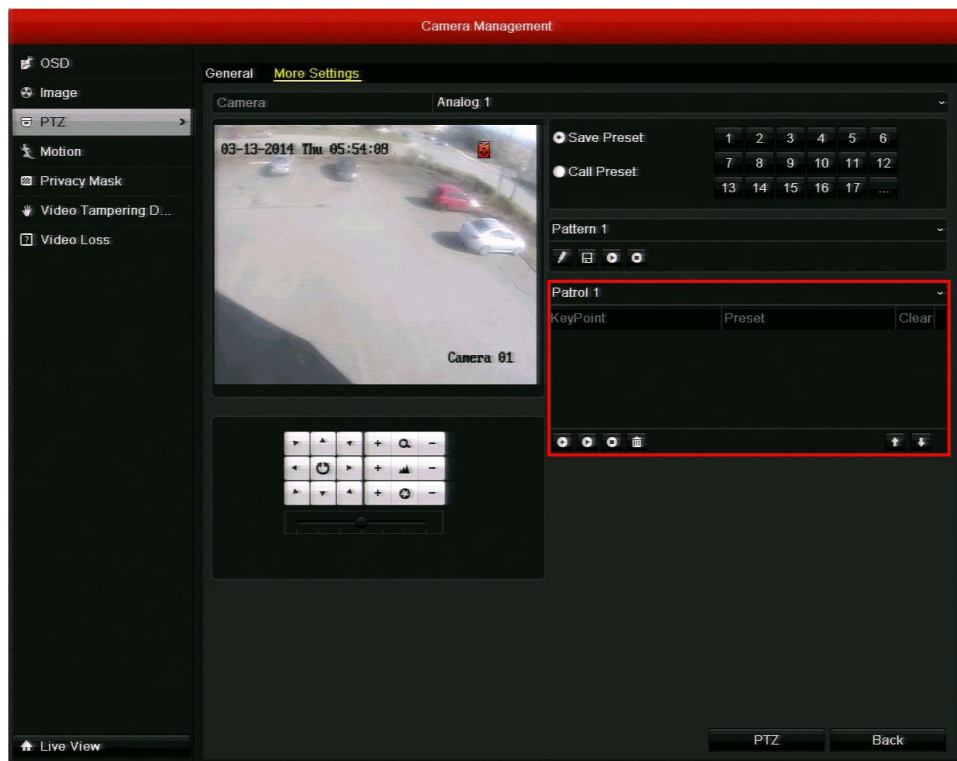 Camera Management
OSD
Image
PTZ
Motion
Privacy Mask
Video Tampering D...
Video Loss
Live View
General More Settings
Camera Analog 1
03-13-2014 Thu 05:54:09
Camera 01
Save Preset
Call Preset
1 2 3 4 5 6
7 8 9 10 11 12
13 14 15 16 17 ...
Pattern 1
Patrol 1
KeyPoint Preset Clear
PTZ Back